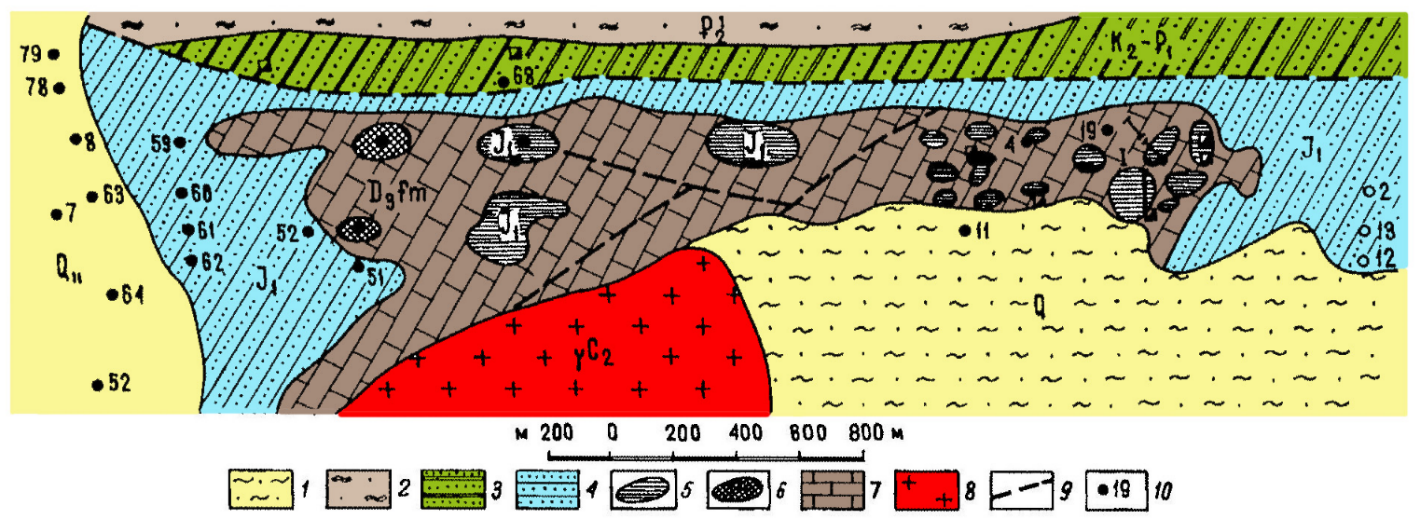 P₂¹
K₂-P₁
79
78
68
8
59
J₁
J₁
4
19
I
I
J₁
63
60
D₃fm
2
7
61
52
J₁
11
13
62
51
12
Qııı
J₁
64
Q
γC₂
52
м 200 0 200 400 600 800 м
1 2 3 4 5 6 7 8 9 19 10